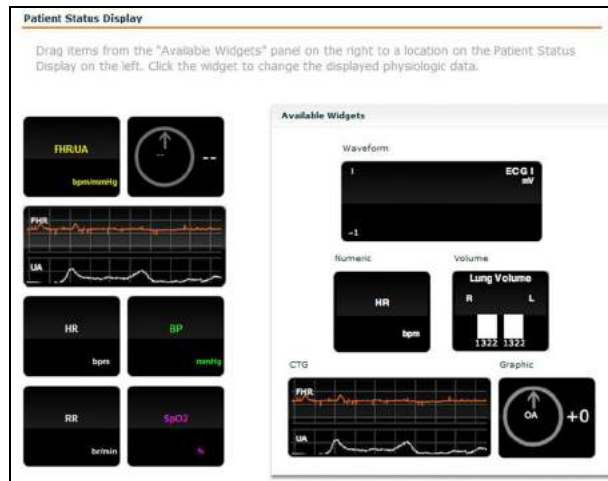 Patient Status Display
Drag items from the "Available Widgets" panel on the right to a location on the Patient Status
Display on the left. Click the widget to change the displayed physiologic data.
FHR/UA
bpm/mmHg
--
--
FHR
UA
HR
bpm
BP
mmHg
RR
br/min
SpO2
%
Available Widgets
Waveform
1
ECG I
mV
-1
Numeric
HR
bpm
Volume
Lung Volume
R L
1322 1322
CTG
FHR
UA
Graphic
OA
+0